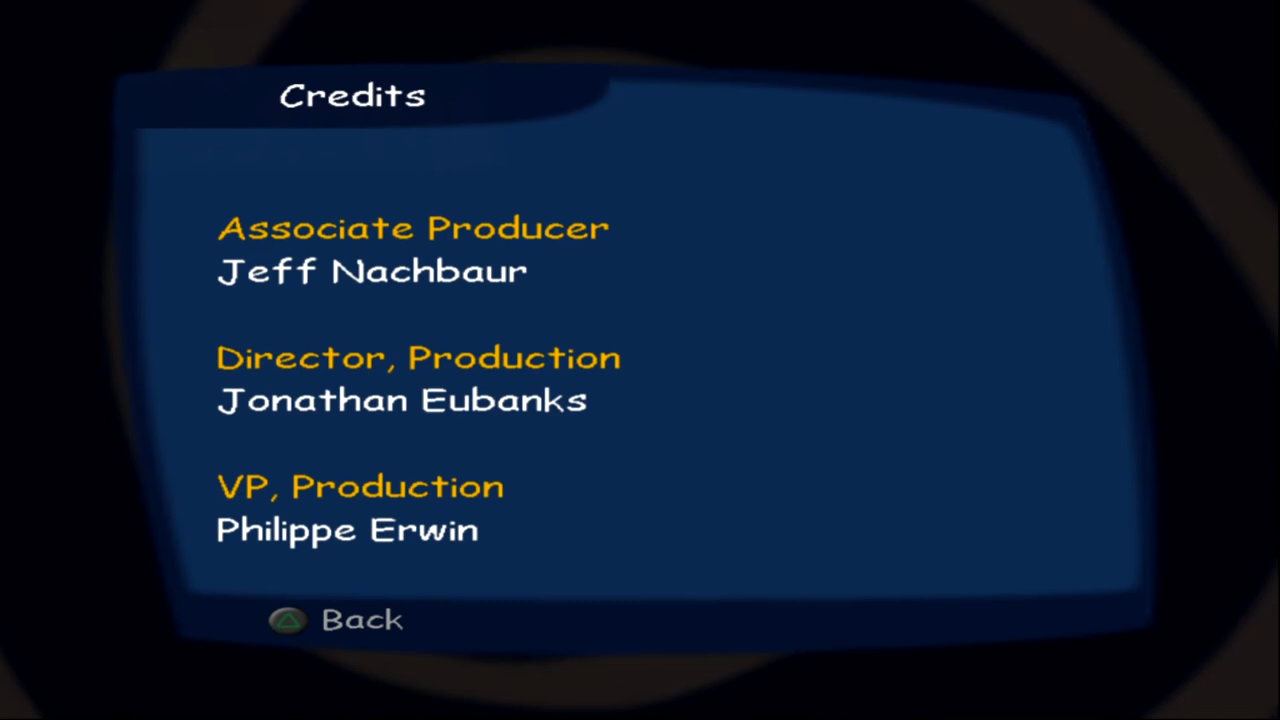 Credits
Associate Producer
Jeff Nachbaur
Director, Production
Jonathan Eubanks
VP, Production
Philippe Erwin
Back